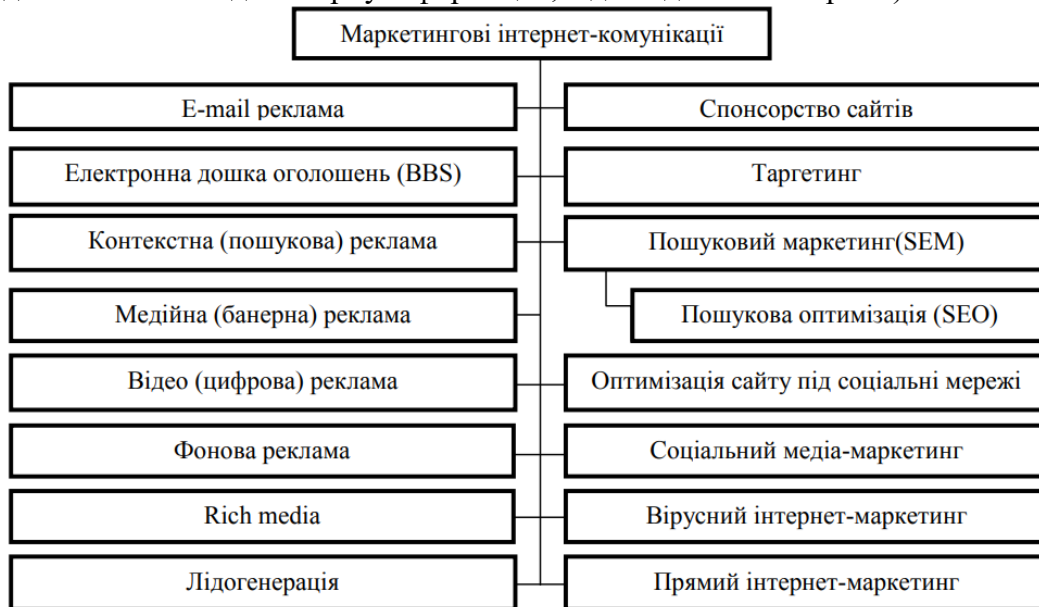 Маркетингові інтернет-комунікації
E-mail реклама
Спонсорство сайтів
Електронна дошка оголошень (BBS)
Таргетинг
Контекстна (пошукова) реклама
Пошуковий маркетинг(SEM)
Медійна (банерна) реклама
Пошукова оптимізація (SEO)
Відео (цифрова) реклама
Оптимізація сайту під соціальні мережі
Фонова реклама
Соціальний медіа-маркетинг
Rich media
Вірусний інтернет-маркетинг
Лідогенерація
Прямий інтернет-маркетинг